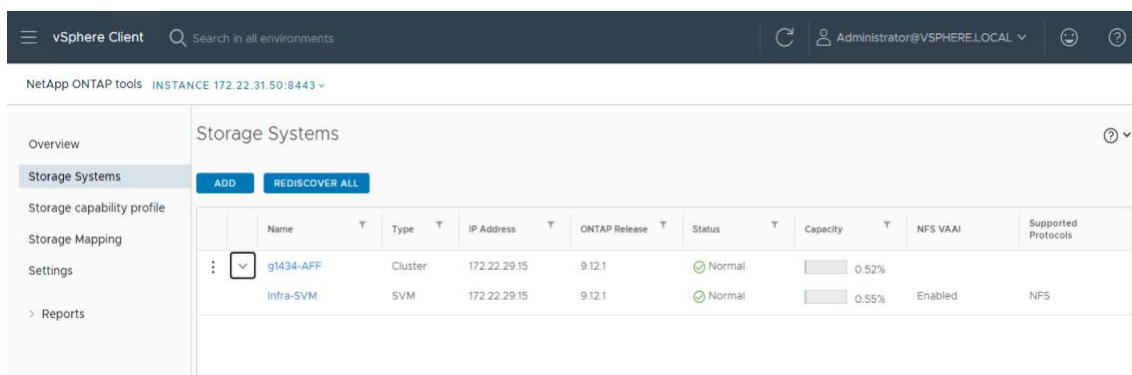 vSphere Client Search in all environments Administrator@VSPHERE.LOCAL
NetApp ONTAP tools INSTANCE 172.22.31.50:8443
Overview
Storage Systems
Storage capability profile
Storage Mapping
Settings
Reports
Storage Systems
ADD REDISCOVER ALL
Name Type IP Address ONTAP Release Status Capacity NFS VAAI Supported
Protocols
g1434-AFF Cluster 172.22.29.15 9.12.1 Normal 0.52%
Infra-SVM SVM 172.22.29.15 9.12.1 Normal 0.55% Enabled NFS